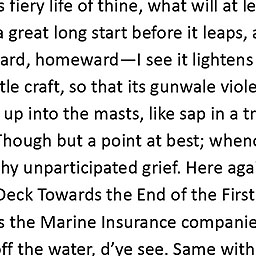 s fiery life of thine, what will at le
a great long start before it leaps, a
ard, homeward—I see it lightens
tle craft, so that its gunwale viole
up into the masts, like sap in a tr
Though but a point at best; whenc
hy unparticipated grief. Here aga
Deck Towards the End of the First
s the Marine Insurance companie
off the water, d’ye see. Same with